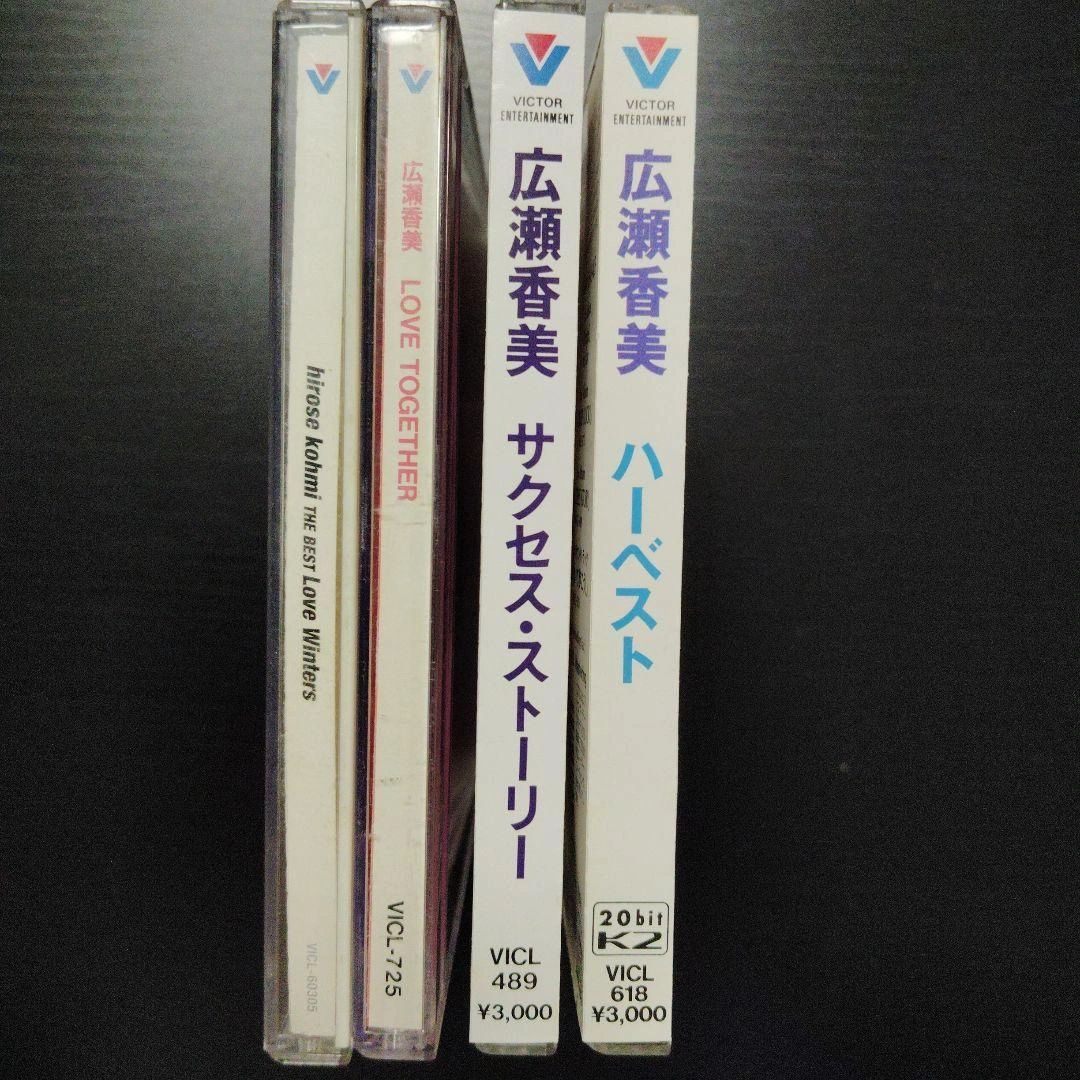 hirose kohmi THE BEST Love Winters
VICL-60305
広瀬香美 LOVE TOGETHER
VICL-725
VICTOR
ENTERTAINMENT
広瀬香美 サクセス・ストーリー
VICL
489
¥3,000
VICTOR
ENTERTAINMENT
広瀬香美 ハーベスト
20bit
K2
VICL
618
¥3,000